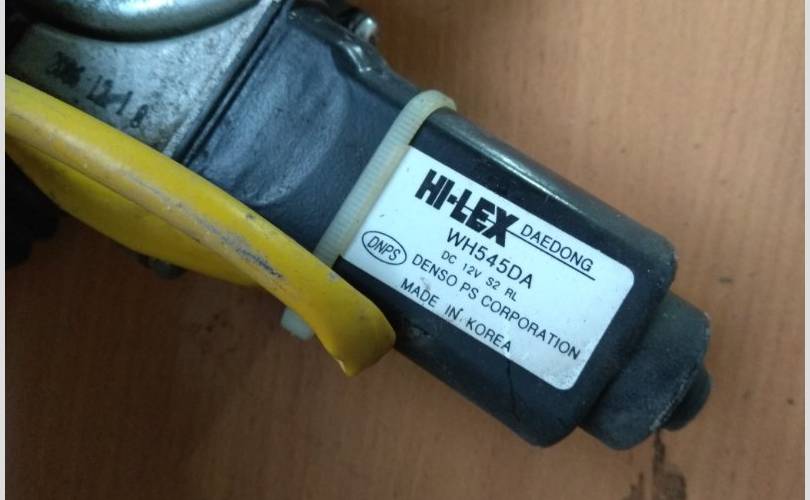 HI-LEX DAEDONG
WH545DA
DC 12V S2 RL
DNPS
DENSO PS CORPORATION
MADE IN KOREA